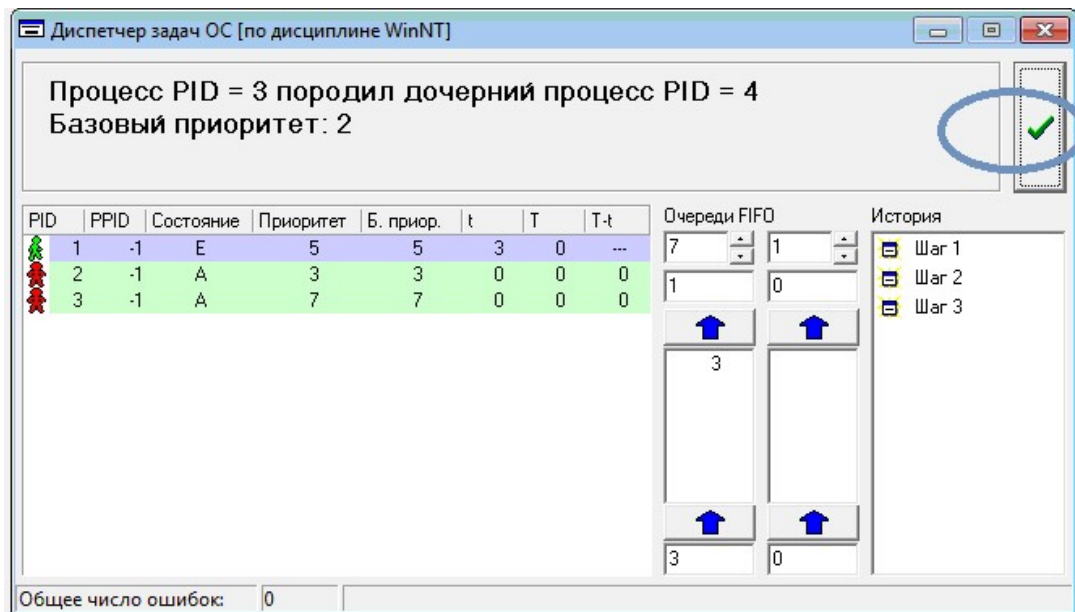 Диспетчер задач ОС [по дисциплине WinNT]
Процесс PID = 3 породил дочерний процесс PID = 4
Базовый приоритет: 2
PID PPID Состояние Приоритет Б. приор. t T T-t
1 -1 E 5 5 3 0 ---
2 -1 A 3 3 0 0 0
3 -1 A 7 7 0 0 0
Очереди FIFO
7 1
1 0
3
3 0
История
Шаг 1
Шаг 2
Шаг 3
Общее число ошибок: 0